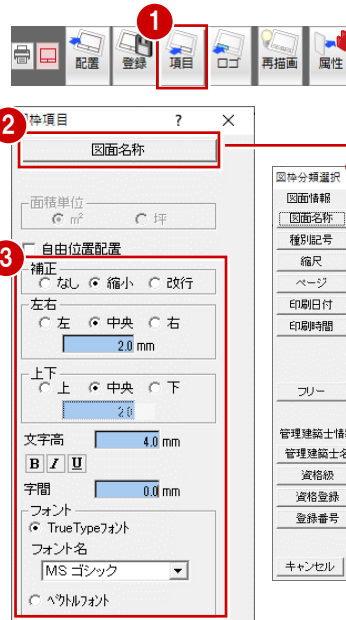 1
配置 登録 項目 ロゴ 再描画 属性
2
枠項目 ? ×
図面名称
面積単位
㎡ 坪
自由位置配置
3
補正
なし 縮小 改行
左右
左 中央 右
2.0 mm
上下
上 中央 下
2.0
文字高 4.0 mm
B I U
字間 0.0 mm
フォント
TrueTypeフォント
フォント名
MS ゴシック
ベクトルフォント
図枠分類選択
図面情報
図面名称
種別記号
縮尺
ページ
印刷日付
印刷時間
フリー
管理建築士情
管理建築士名
資格級
資格登録
登録番号
キャンセル